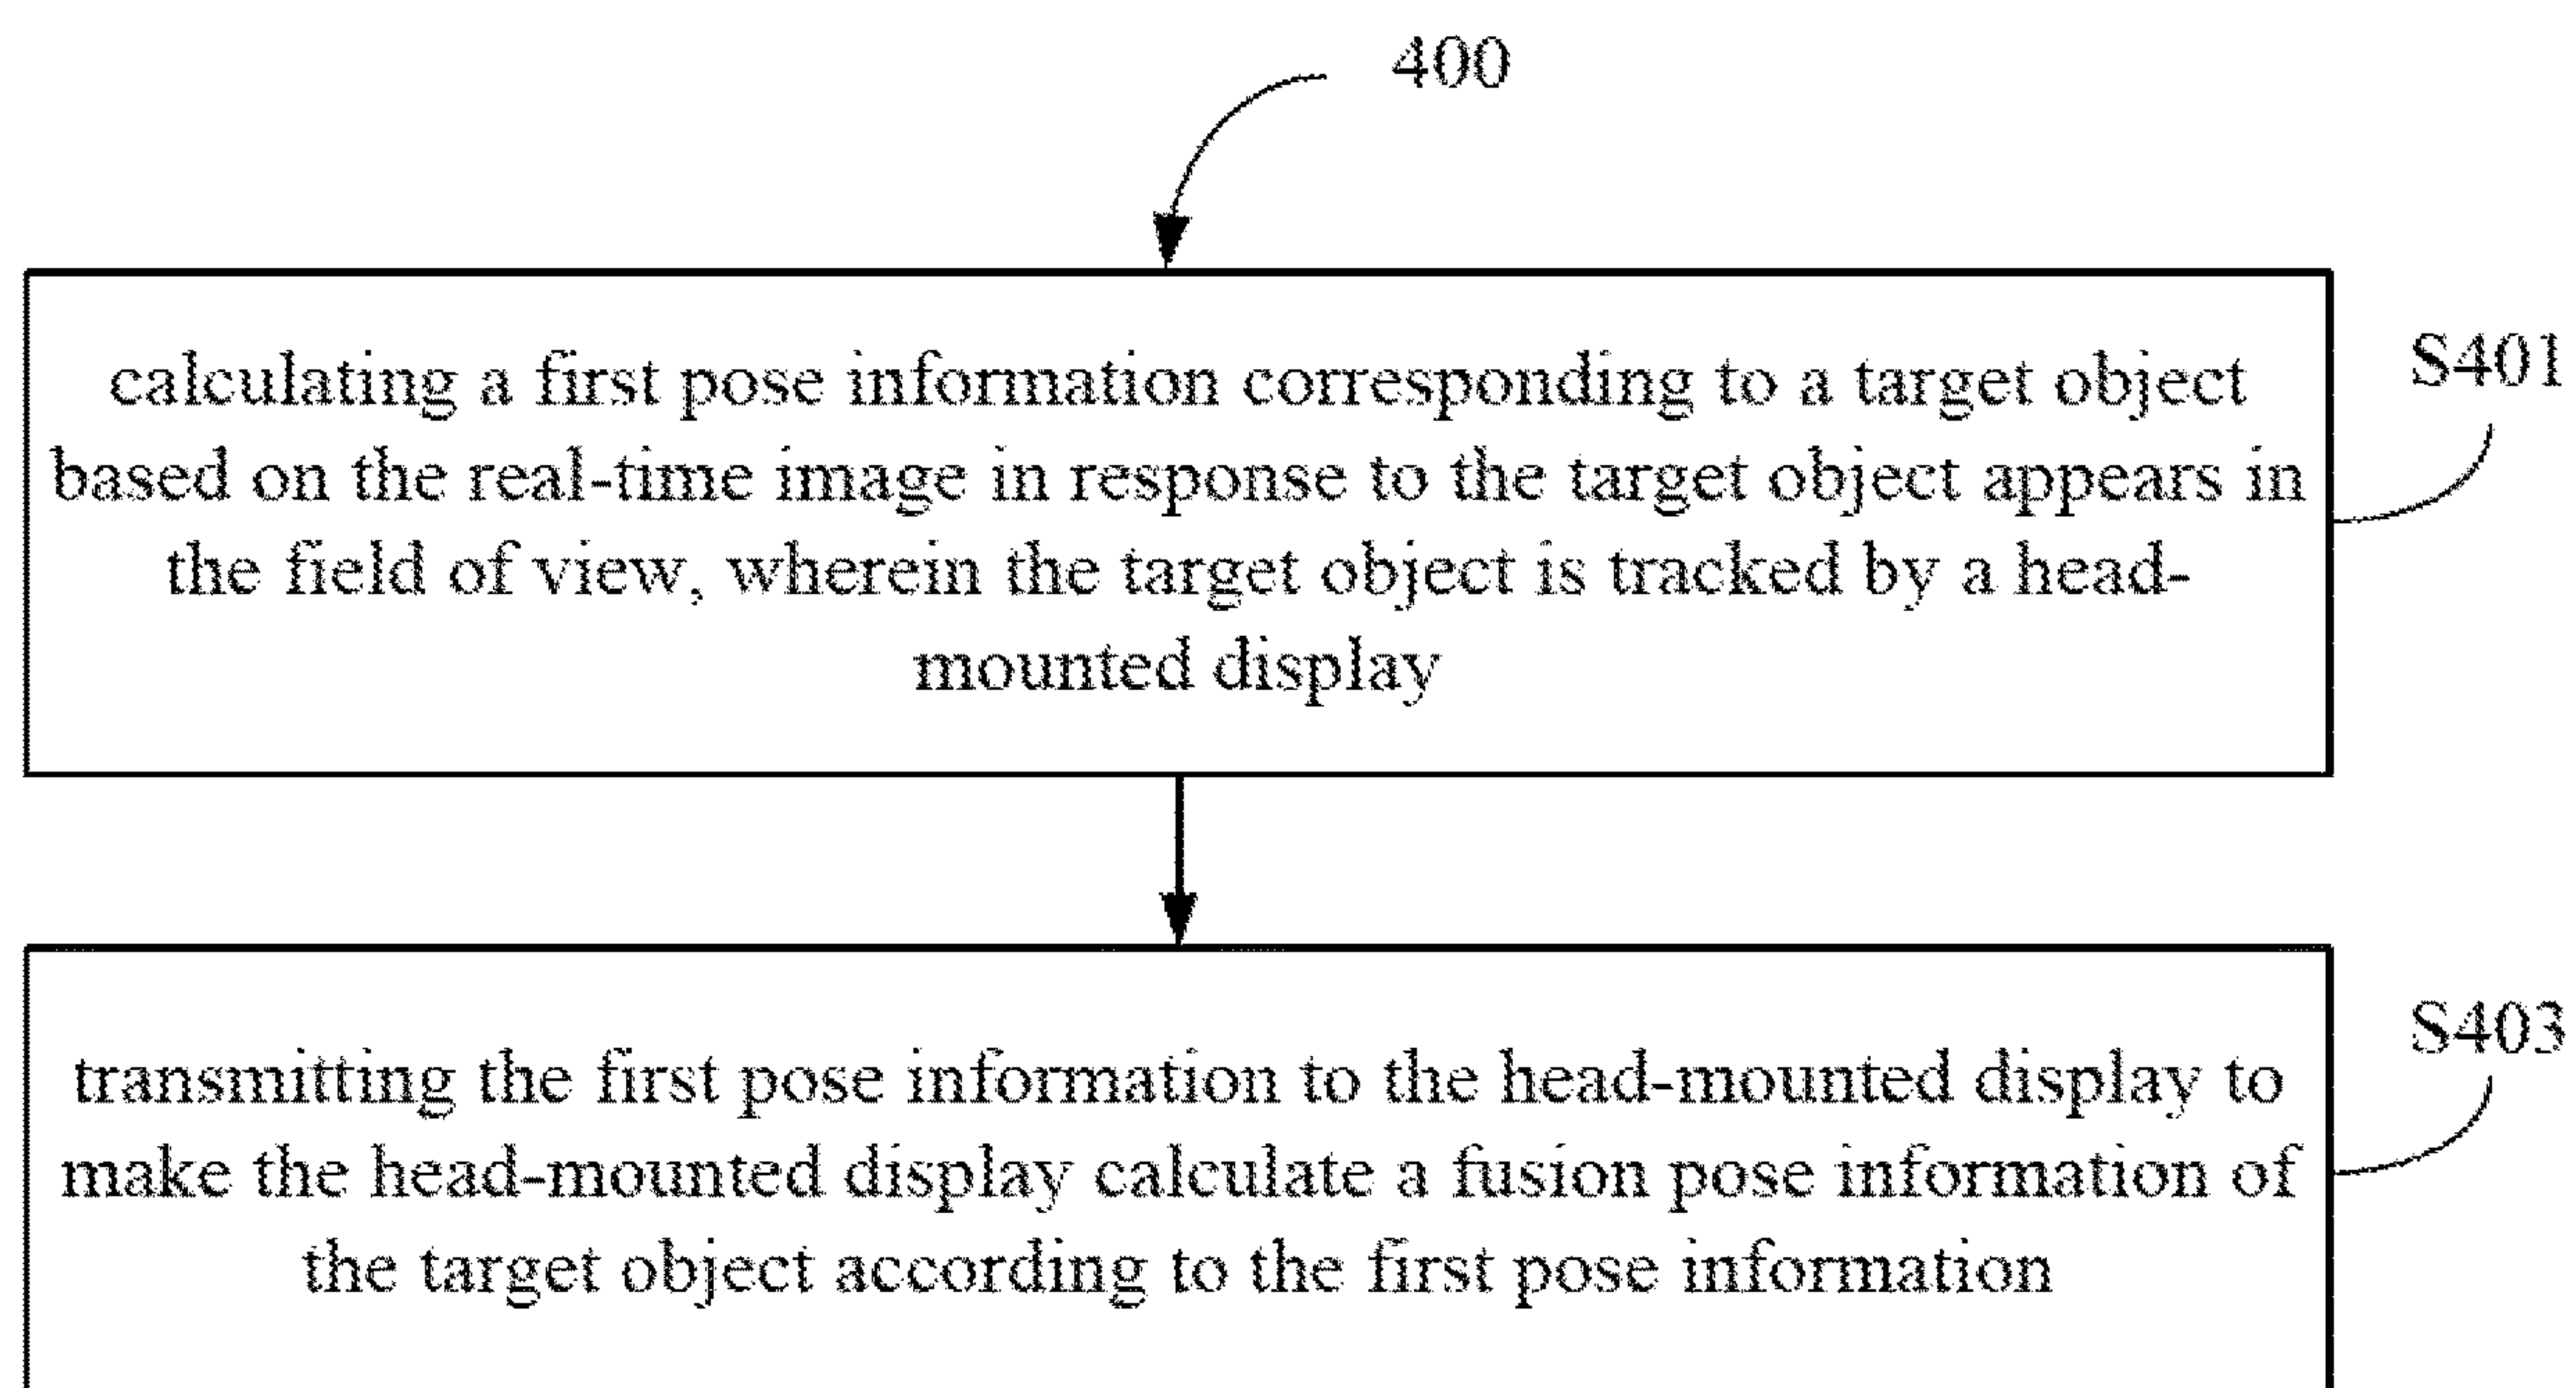 400
calculating a first pose information corresponding to a target object
based on the real-time image in response to the target object appears in
the field of view, wherein the target object is tracked by a head-
mounted display
S401
transmitting the first pose information to the head-mounted display to
make the head-mounted display calculate a fusion pose information of
the target object according to the first pose information
S403